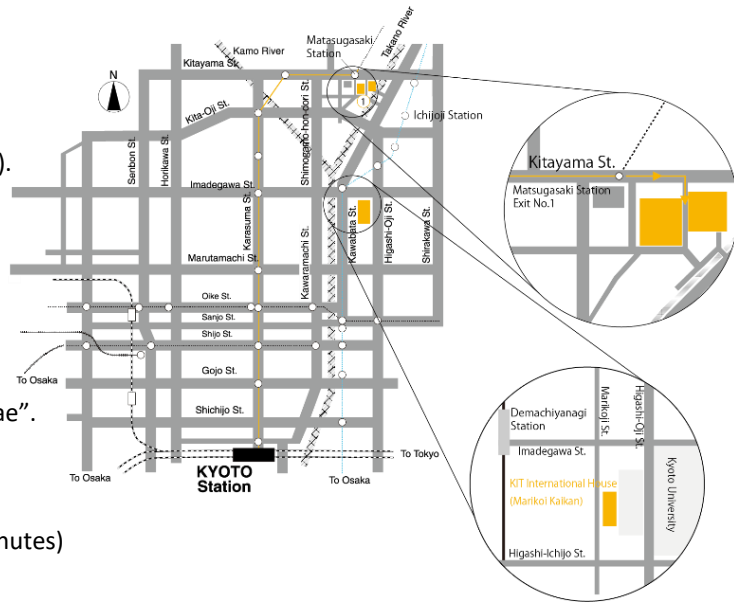 Matasugasaki
Station
Kamo River
Takano River
Kitayama St.
N
Kita-Oji St.
Shimogamo-hon-dori St.
1
Ichijoji Station
).
Senbon St.
Horikawa St.
Imadegawa St.
Karasuma St.
Kawaramachi St.
Kawabata St.
Higashi-Oji St.
Shirakawa St.
Marutamachi St.
Oike St.
Sanjo St.
Shijo St.
Gojo St.
To Osaka
Shichijo St.
ae”.
To Tokyo
KYOTO
Station
To Osaka
To Osaka
nutes)
Kitayama St.
Matsugasaki Station
Exit No.1
Demachiyanagi
Station
Marikoji St.
Higashi-Oji St.
Imadegawa St.
KIT International House
(Marikoi Kaikan)
Kyoto University
Higashi-Ichijo St.